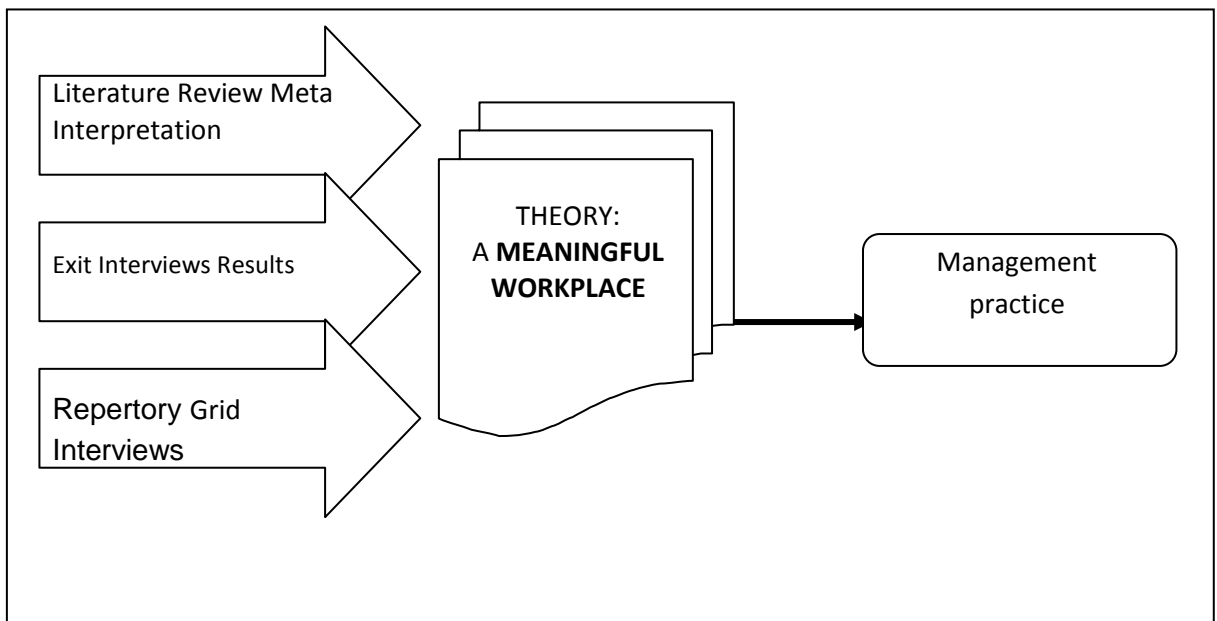 Literature Review Meta
Interpretation
Exit Interviews Results
Repertory Grid
Interviews
THEORY:
A MEANINGFUL
WORKPLACE
Management
practice